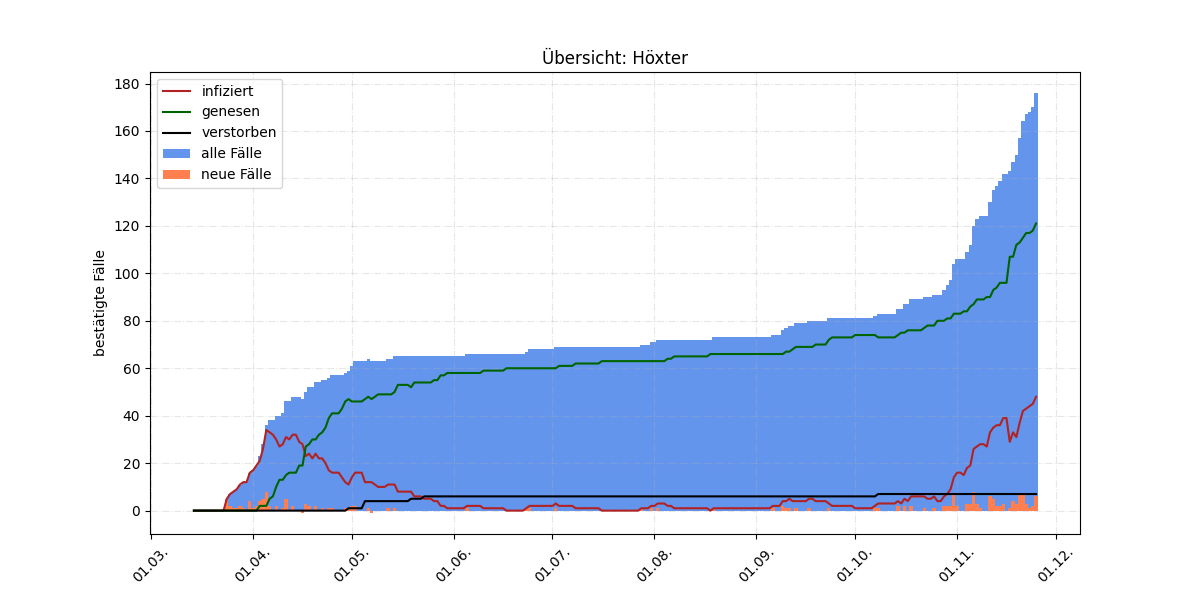 Übersicht: Höxter
infiziert
genesen
verstorben
alle Fälle
neue Fälle
bestätigte Fälle
180
160
140
120
100
80
60
40
20
0
01.03.
01.04.
01.05.
01.06.
01.07.
01.08.
01.09.
01.10.
01.11.
01.12.